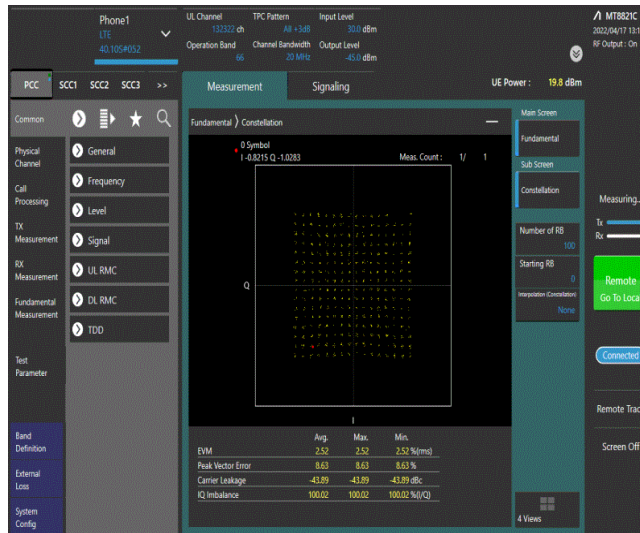 Phone1
LTE
40.10S#052
UL Channel
132322 ch
TPC Pattern
All +3dB
Input Level
30.0 dBm
Operation Band
66
Channel Bandwidth
20 MHz
Output Level
-45.0 dBm
MT8821C
2022/04/17 13:1
RF Output : On
PCC SCC1 SCC2 SCC3 >>
Measurement
Signaling
UE Power : 19.8 dBm
Common
Physical
Channel
Call
Processing
TX
Measurement
RX
Measurement
Fundamental
Measurement
Test
Parameter
Band
Definition
External
Loss
System
Config
General
Frequency
Level
Signal
UL RMC
DL RMC
TDD
Fundamental ⟩ Constellation
0 Symbol
I -0.8215 Q -1.0283
Meas. Count : 1/ 1
Q
I
Avg. Max. Min.
EVM 2.52 2.52 2.52 %(rms)
Peak Vector Error 8.63 8.63 8.63 %
Carrier Leakage -43.89 -43.89 -43.89 dBc
IQ Imbalance 100.02 100.02 100.02 %(I/Q)
Main Screen
Fundamental
Sub Screen
Constellation
Number of RB
100
Starting RB
0
Interpolation (Constellation)
None
4 Views
Measuring..
Tx
Rx
Remote
Go To Loca
Connected
Remote Trac
Screen Off